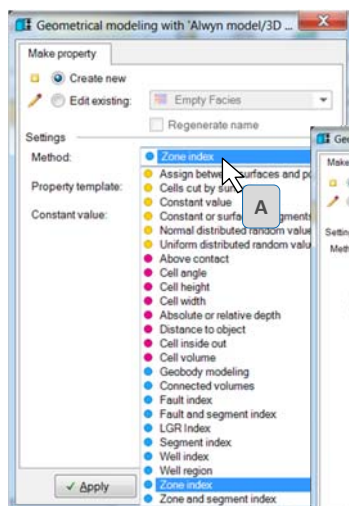 Geometrical modeling with 'Alwyn model/3D ...
Make property
Create new
Edit existing:
Empty Facies
Regenerate name
Settings
Method:
Zone index
Property template:
Constant value:
Assign between surfaces and
Cells cut by
Constant value
Constant or segments
Normal distributed random value
Uniform distributed random valu
Above contact
Cell angle
Cell height
Cell width
Absolute or relative depth
Distance to object
Cell inside out
Cell volume
Geobody modeling
Connected volumes
Fault index
Fault and segment index
LGR Index
Segment index
Well index
Well region
Zone index
Zone and segment index
Apply
A
Ge
Make
Settin
Meth